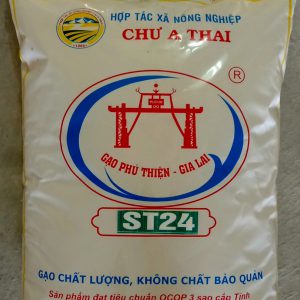 HỢP TÁC XÃ NÔNG NGHIỆP
CHƯ A THAI
®
GẠO PHÚ THIỆN - GIA LAI
ST24
GẠO CHẤT LƯỢNG, KHÔNG CHẤT BẢO QUẢN
Sản phẩm đạt tiêu chuẩn OCOP 3 sao cấp Tỉnh